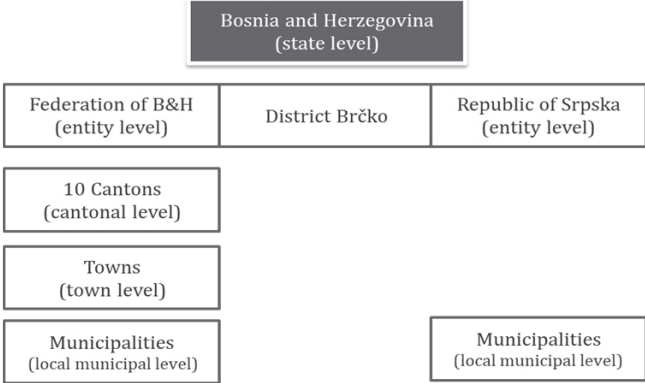 Bosnia and Herzegovina
(state level)
Federation of B&H
(entity level)
District Brčko
Republic of Srpska
(entity level)
10 Cantons
(cantonal level)
Towns
(town level)
Municipalities
(local municipal level)
Municipalities
(local municipal level)